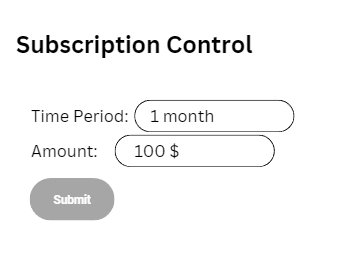 Subscription Control
Time Period: 1 month
Amount: 100 $
Submit